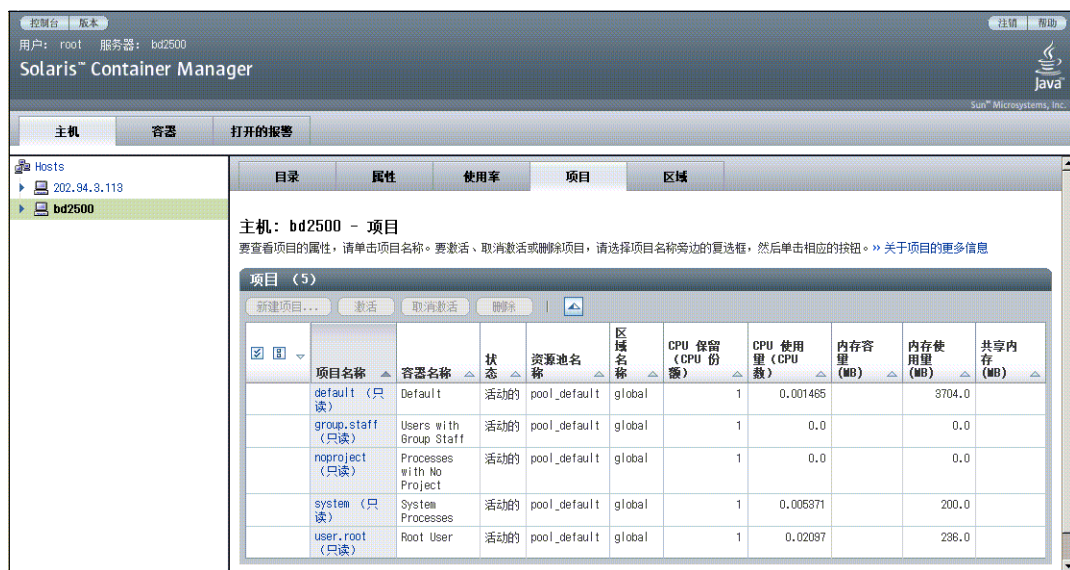 控制台 版本 注销 帮助
用户: root 服务器: bd2500
Solaris™ Container Manager
Java
Sun™ Microsystems, Inc.
主机 容器 打开的报警
Hosts
202.94.3.113
bd2500
目录 属性 使用率 项目 区域
主机: bd2500 - 项目
要查看项目的属性，请单击项目名称。要激活、取消激活或删除项目，请选择项目名称旁边的复选框，然后单击相应的按钮。›› 关于项目的更多信息
项目 (5)
新建项目... 激活 取消激活 删除
项目名称 容器名称 状态 资源池名称 区域名称 CPU 保留 (CPU 份额) CPU 使用量 (CPU 数) 内存容量 (MB) 内存使用量 (MB) 共享内存 (MB)
default (只读) Default 活动的 pool_default global 1 0.001465 3704.0
group.staff (只读) Users with Group Staff 活动的 pool_default global 1 0.0 0.0
noproject (只读) Processes with No Project 活动的 pool_default global 1 0.0 0.0
system (只读) System Processes 活动的 pool_default global 1 0.005371 200.0
user.root (只读) Root User 活动的 pool_default global 1 0.02097 236.0